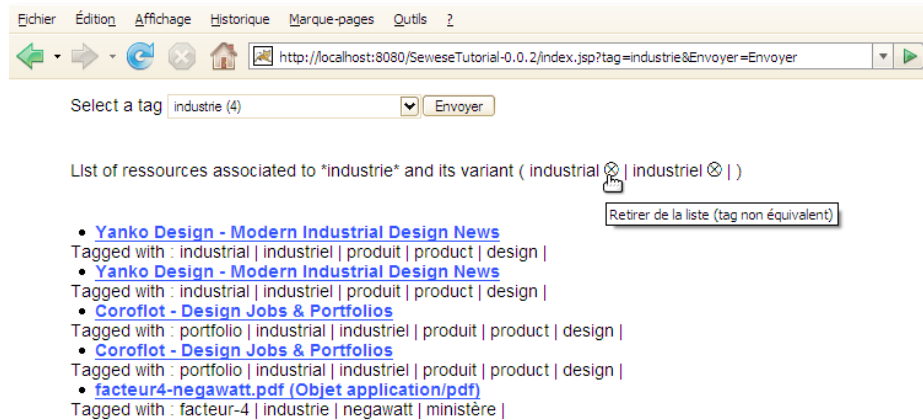 Fichier Édition Affichage Historique Marque-pages Outils ?
http://localhost:8080/SeweseTutorial-0.0.2/index.jsp?tag=industrie&Envoyer=Envoyer
Select a tag industrie (4) Envoyer
LIst of ressources associated to *industrie* and its variant ( industrial | industriel | )
Retirer de la liste (tag non équivalent)
• Yanko Design - Modern Industrial Design News
Tagged with : industrial | industriel | produit | product | design |
• Yanko Design - Modern Industrial Design News
Tagged with : industrial | industriel | produit | product | design |
• Coroflot - Design Jobs & Portfolios
Tagged with : portfolio | industrial | industriel | produit | product | design |
• Coroflot - Design Jobs & Portfolios
Tagged with : portfolio | industrial | industriel | produit | product | design |
• facteur4-negawatt.pdf (Objet application/pdf)
Tagged with : facteur-4 | industrie | negawatt | ministère |